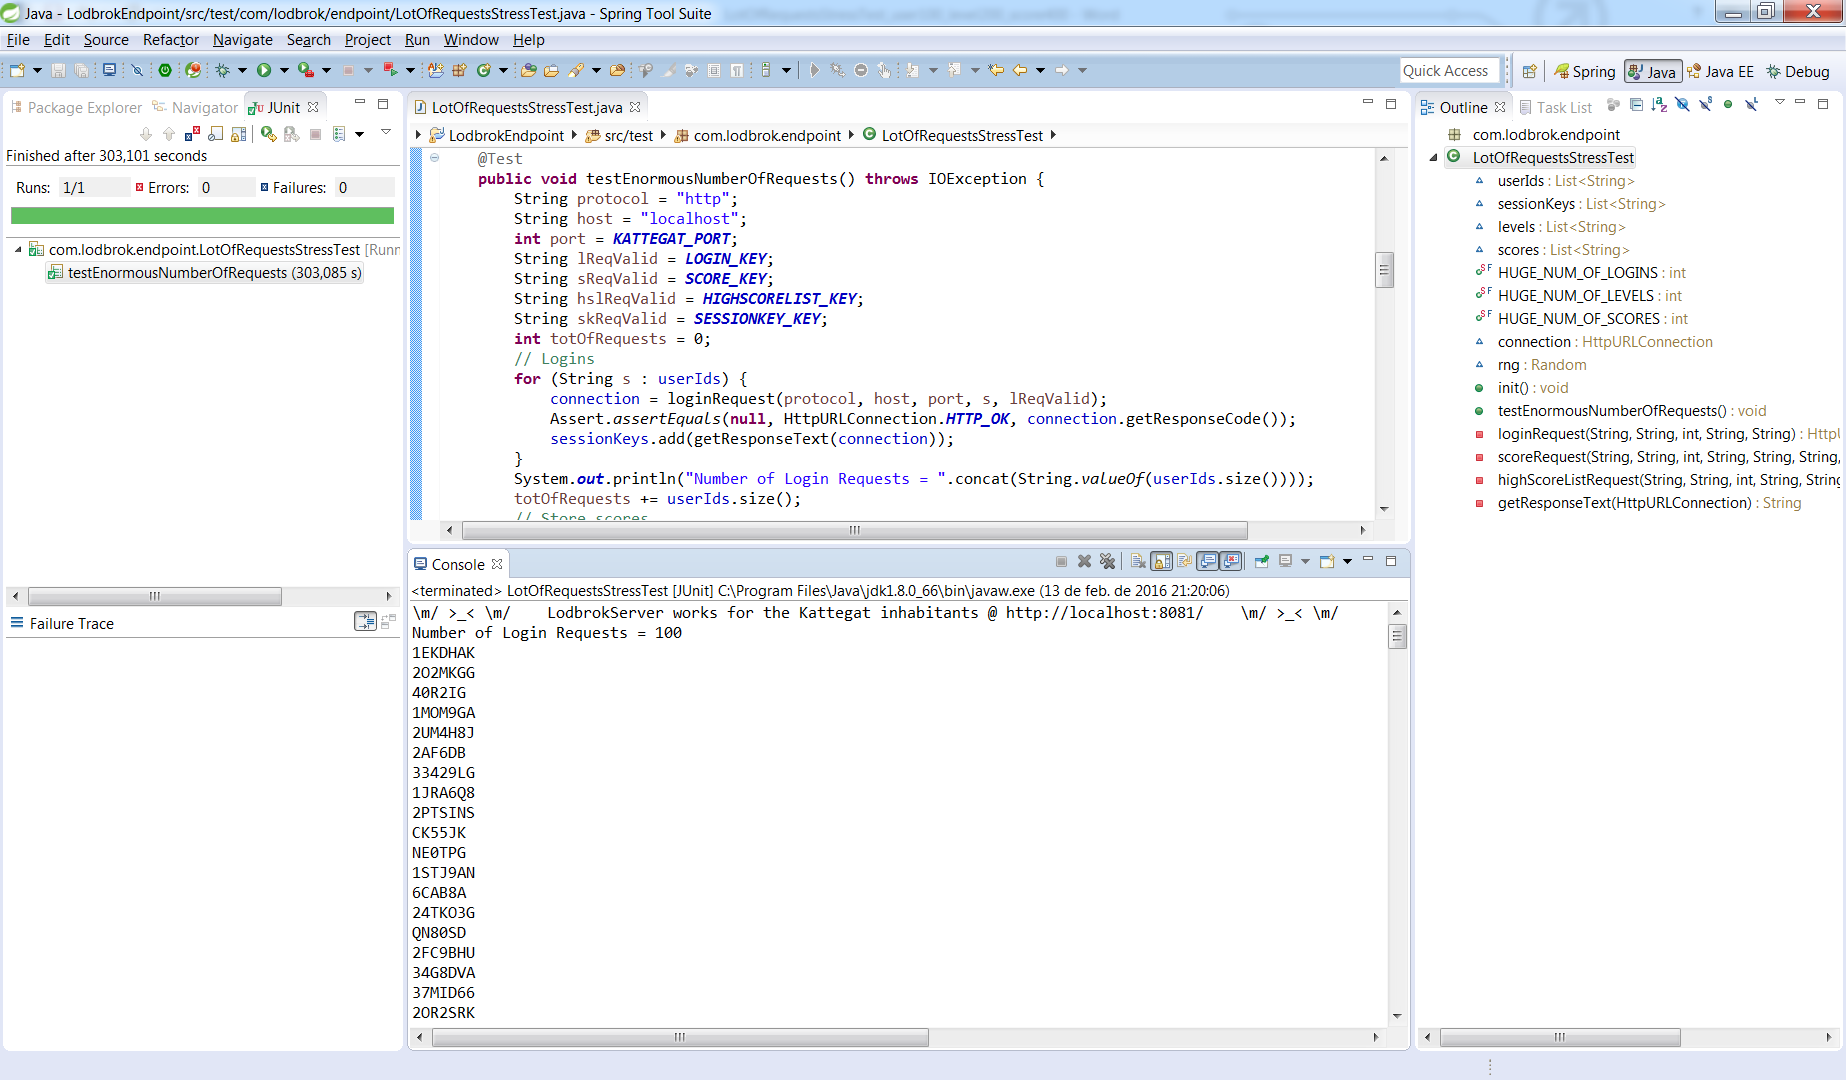 Java - LodbrokEndpoint/src/test/com/lodbrok/endpoint/LotOfRequestsStressTest.java - Spring Tool Suite
File Edit Source Refactor Navigate Search Project Run Window Help
Quick Access Spring Java Java EE Debug
Package Explorer Navigator JUnit
Finished after 303,101 seconds
Runs: 1/1 Errors: 0 Failures: 0
com.lodbrok.endpoint.LotOfRequestsStressTest [Runn
testEnormousNumberOfRequests (303,085 s)
Failure Trace
LotOfRequestsStressTest.java
LodbrokEndpoint src/test com.lodbrok.endpoint LotOfRequestsStressTest
@Test
public void testEnormousNumberOfRequests() throws IOException {
String protocol = "http";
String host = "localhost";
int port = KATTEGAT_PORT;
String lReqValid = LOGIN_KEY;
String sReqValid = SCORE_KEY;
String hslReqValid = HIGHSCORELIST_KEY;
String skReqValid = SESSIONKEY_KEY;
int totOfRequests = 0;
// Logins
for (String s : userIds) {
connection = loginRequest(protocol, host, port, s, lReqValid);
Assert.assertEquals(null, HttpURLConnection.HTTP_OK, connection.getResponseCode());
sessionKeys.add(getResponseText(connection));
}
System.out.println("Number of Login Requests = ".concat(String.valueOf(userIds.size())));
totOfRequests += userIds.size();
// Store scores
Console
<terminated> LotOfRequestsStressTest [JUnit] C:\Program Files\Java\jdk1.8.0_66\bin\javaw.exe (13 de feb. de 2016 21:20:06)
\m/ >_< \m/ LodbrokServer works for the Kattegat inhabitants @ http://localhost:8081/ \m/ >_< \m/
Number of Login Requests = 100
1EKDHAK
2O2MKGG
40R2IG
1MOM9GA
2UM4H8J
2AF6DB
33429LG
1JRA6Q8
2PTSINS
CK55JK
NE0TPG
1STJ9AN
6CAB8A
24TKO3G
QN80SD
2FC9BHU
34G8DVA
37MID66
2OR2SRK
Outline Task List
com.lodbrok.endpoint
LotOfRequestsStressTest
userIds : List<String>
sessionKeys : List<String>
levels : List<String>
scores : List<String>
HUGE_NUM_OF_LOGINS : int
HUGE_NUM_OF_LEVELS : int
HUGE_NUM_OF_SCORES : int
connection : HttpURLConnection
rng : Random
init() : void
testEnormousNumberOfRequests() : void
loginRequest(String, String, int, String, String) : HttpU
scoreRequest(String, String, int, String, String, String,
highScoreListRequest(String, String, int, String, String
getResponseText(HttpURLConnection) : String